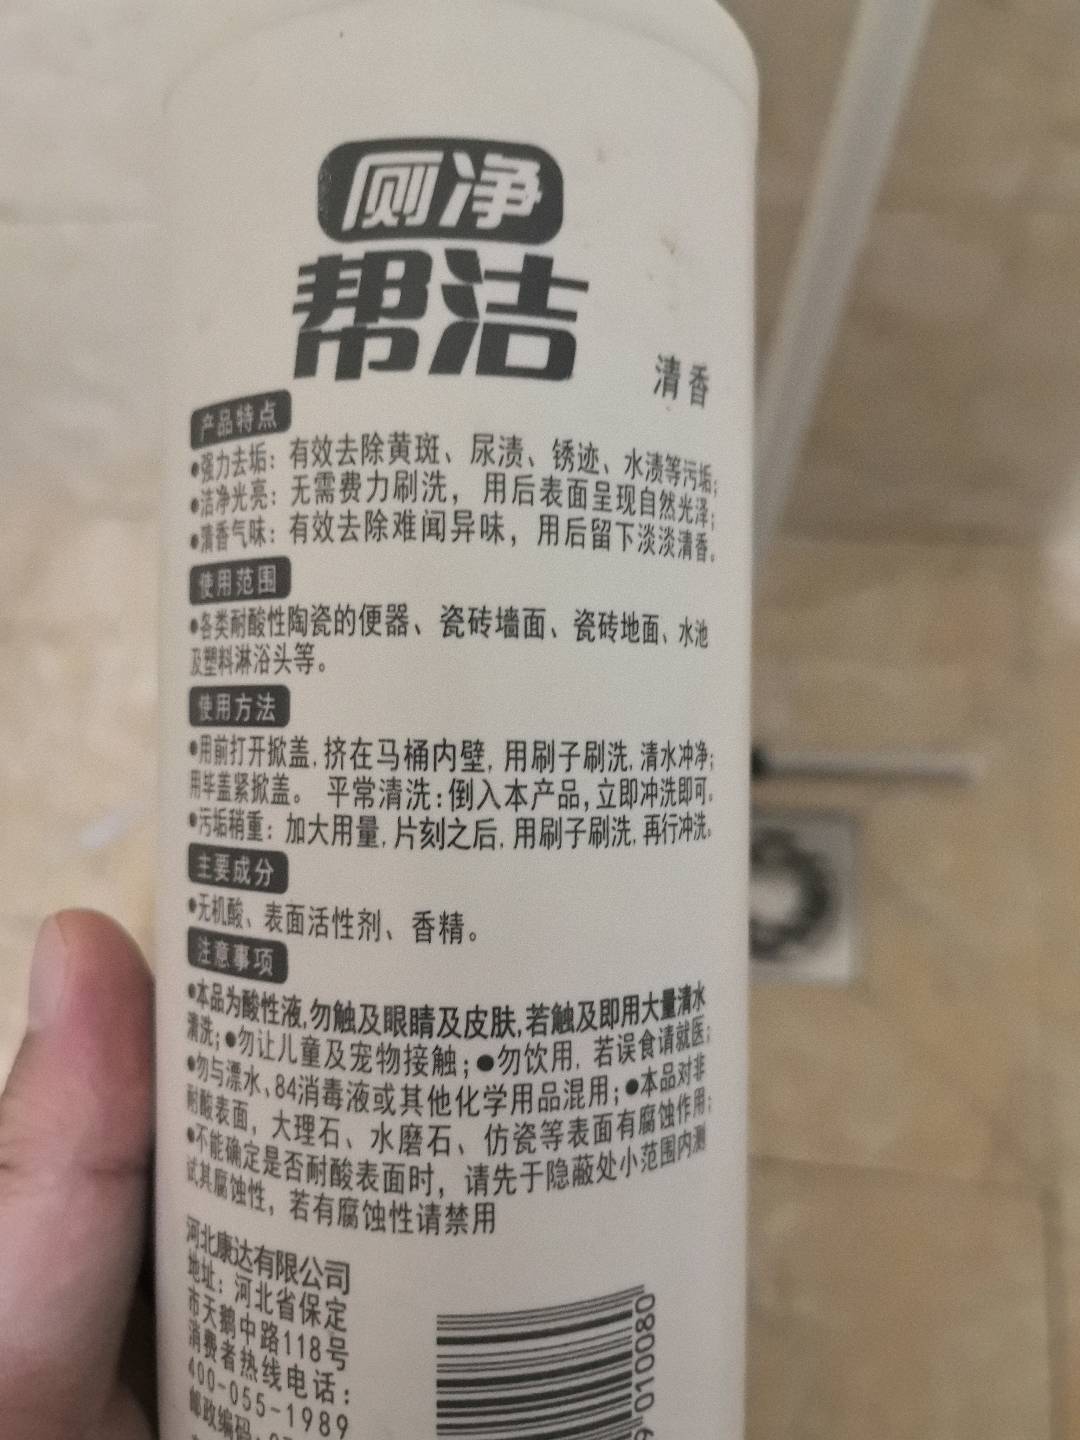 厕净
帮洁
清香
产品特点
●强力去垢：有效去除黄斑、尿渍、锈迹、水渍等污垢；
●洁净光亮：无需费力刷洗，用后表面呈现自然光泽；
●清香气味：有效去除难闻异味，用后留下淡淡清香。
使用范围
●各类耐酸性陶瓷的便器、瓷砖墙面、瓷砖地面、水池
及塑料淋浴头等。
使用方法
●用前打开掀盖，挤在马桶内壁，用刷子刷洗，清水冲净；
用毕盖紧掀盖。 平常清洗：倒入本产品，立即冲洗即可。
●污垢稍重：加大用量，片刻之后，用刷子刷洗，再行冲洗。
主要成分
●无机酸、表面活性剂、香精。
注意事项
●本品为酸性液，勿触及眼睛及皮肤，若触及即用大量清水
清洗；●勿让儿童及宠物接触；●勿饮用，若误食请就医；
●勿与漂水、84消毒液或其他化学用品混用；●本品对非
耐酸表面，大理石、水磨石、仿瓷等表面有腐蚀作用；
●不能确定是否耐酸表面时，请先于隐蔽处小范围内测
试其腐蚀性，若有腐蚀性请禁用
河北康达有限公司
地址：河北省保定
市天鹅中路118号
消费者热线电话：
400-055-1989
邮政编码：07
9 010080